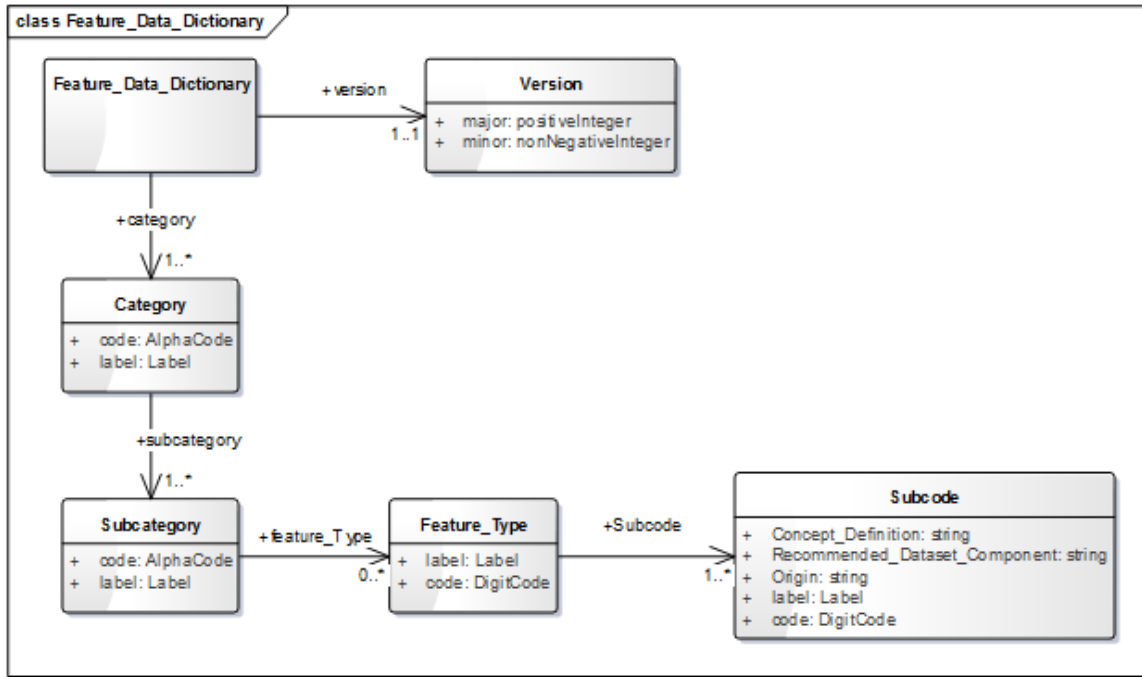 class Feature_Data_Dictionary
Feature_Data_Dictionary
+version
1..1
Version
+ major: positiveInteger
+ minor: nonNegativeInteger
+category
1..*
Category
+ code: AlphaCode
+ label: Label
+subcategory
1..*
Subcategory
+ code: AlphaCode
+ label: Label
+feature_Type
0..*
Feature_Type
+ label: Label
+ code: DigitCode
+Subcode
1..*
Subcode
+ Concept_Definition: string
+ Recommended_Dataset_Component: string
+ Origin: string
+ label: Label
+ code: DigitCode